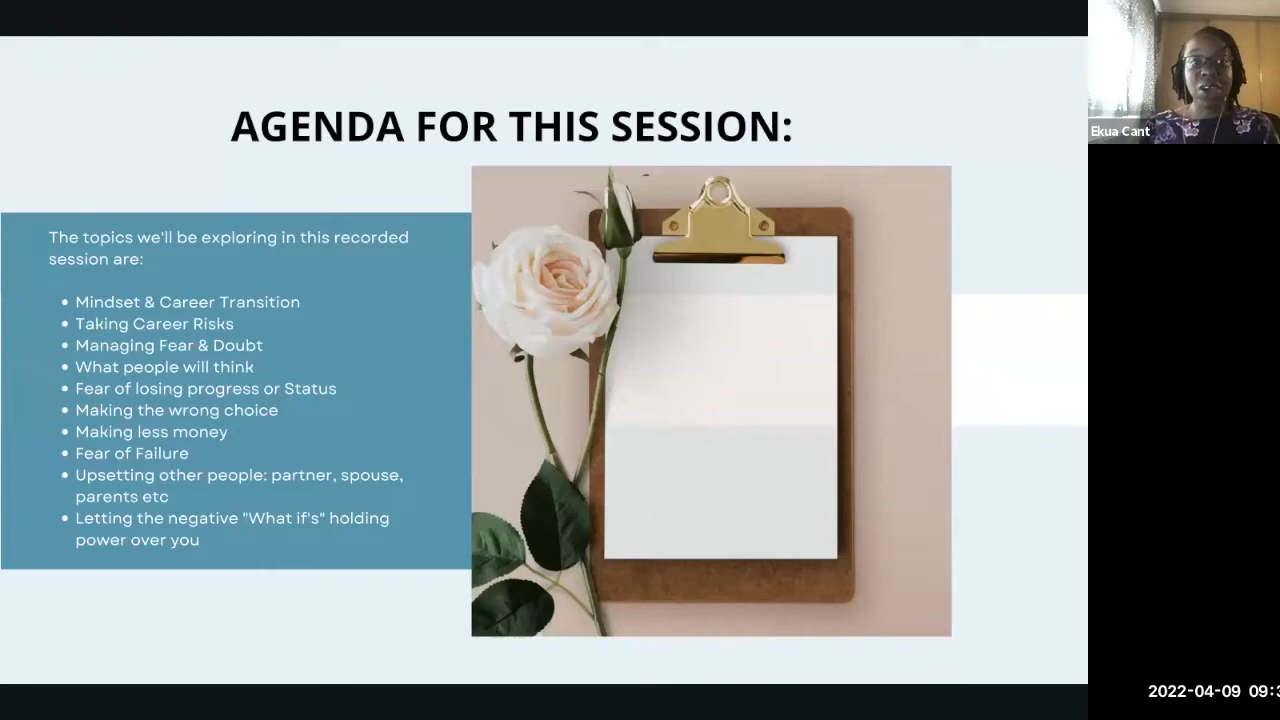 AGENDA FOR THIS SESSION:
The topics we'll be exploring in this recorded
session are:
• Mindset & Career Transition
• Taking Career Risks
• Managing Fear & Doubt
• What people will think
• Fear of losing progress or Status
• Making the wrong choice
• Making less money
• Fear of Failure
• Upsetting other people: partner, spouse,
parents etc
• Letting the negative "What if's" holding
power over you
Ekua Cant
2022-04-09 09:3